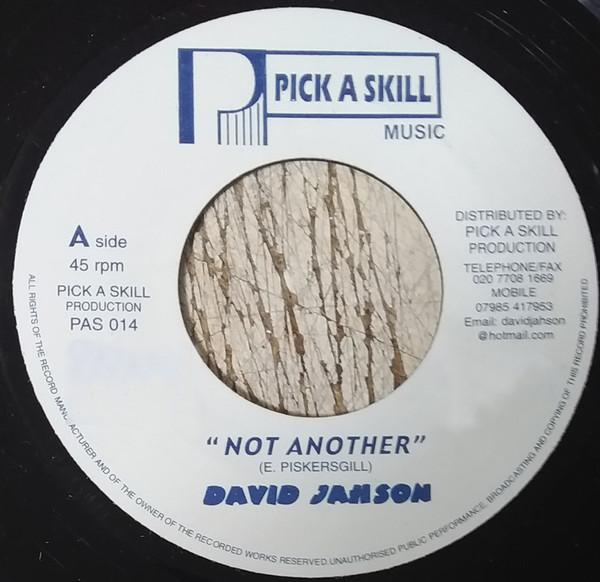 PICK A SKILL
MUSIC
A side
45 rpm
PICK A SKILL
PRODUCTION
PAS 014
DISTRIBUTED BY:
PICK A SKILL
PRODUCTION
TELEPHONE/FAX
020 7708 1669
MOBILE
07985 417953
Email: davidjahson
@hotmail.com
"NOT ANOTHER"
(E. PISKERSGILL)
DAVID JAHSON
ALL RIGHTS OF THE RECORD MANUFACTURER AND OF THE OWNER OF THE RECORDED WORKS RESERVED.UNAUTHORISED PUBLIC PERFORMANCE, BROADCASTING AND COPYING OF THIS RECORD PROHIBITED